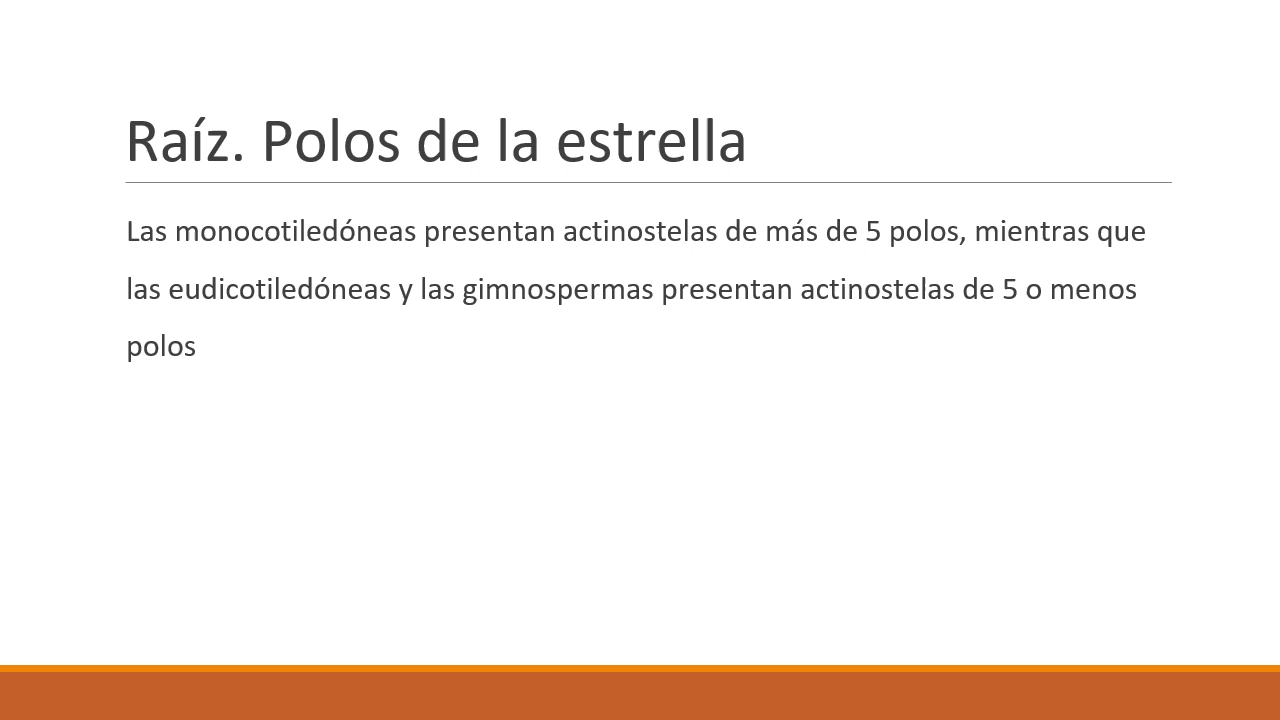 Raíz. Polos de la estrella
Las monocotiledóneas presentan actinostelas de más de 5 polos, mientras que
las eudicotiledóneas y las gimnospermas presentan actinostelas de 5 o menos
polos